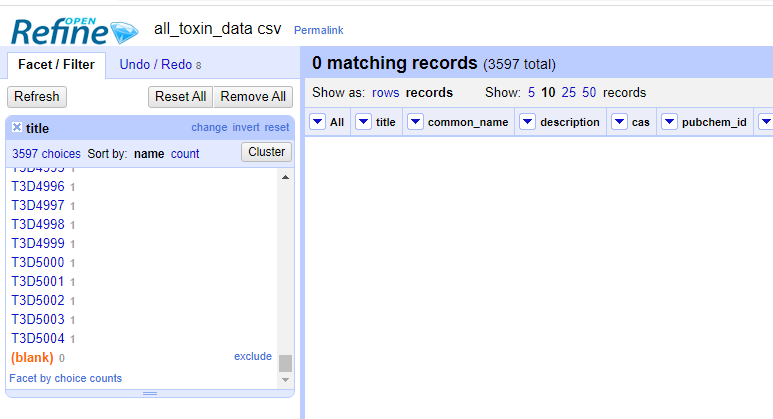 OPEN
Refine all_toxin_data csv Permalink
Facet / Filter Undo / Redo 8
Refresh Reset All Remove All
title change invert reset
3597 choices Sort by: name count Cluster
T3D4995 1
T3D4996 1
T3D4997 1
T3D4998 1
T3D4999 1
T3D5000 1
T3D5001 1
T3D5002 1
T3D5003 1
T3D5004 1
(blank) 0 exclude
Facet by choice counts
0 matching records (3597 total)
Show as: rows records Show: 5 10 25 50 records
All title common_name description cas pubchem_id